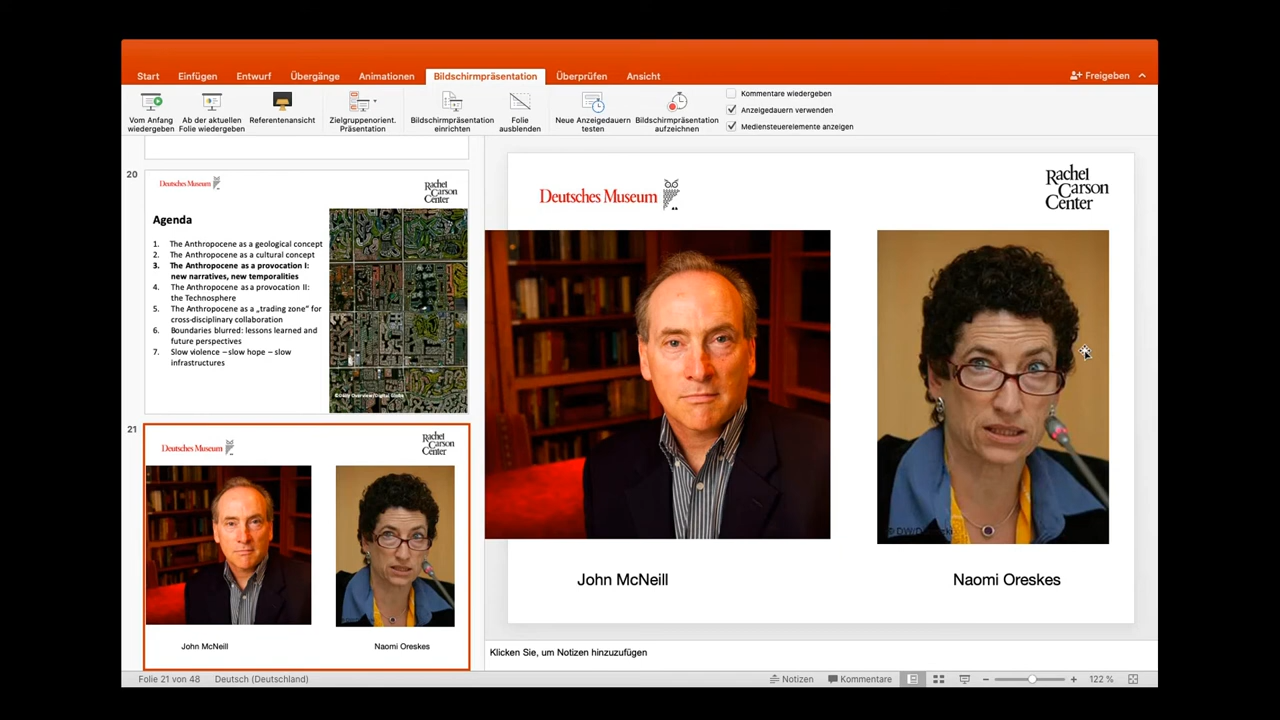 Start Einfügen Entwurf Übergänge Animationen Bildschirmpräsentation Überprüfen Ansicht Freigeben
Vom Anfang wiedergeben
Ab der aktuellen Folie wiedergeben
Referentenansicht
Zielgruppenorient. Präsentation
Bildschirmpräsentation einrichten
Folie ausblenden
Neue Anzeigedauern testen
Bildschirmpräsentation aufzeichnen
Kommentare wiedergeben
Anzeigedauern verwenden
Mediensteuerelemente anzeigen
20
Deutsches Museum
Rachel
Carson
Center
Agenda
1. The Anthropocene as a geological concept
2. The Anthropocene as a cultural concept
3. The Anthropocene as a provocation I:
new narratives, new temporalities
4. The Anthropocene as a provocation II:
the Technosphere
5. The Anthropocene as a „trading zone" for
cross-disciplinary collaboration
6. Boundaries blurred: lessons learned and
future perspectives
7. Slow violence – slow hope – slow
infrastructures
©Daily Overview/Digital Globe
21
Deutsches Museum
Rachel
Carson
Center
John McNeill
Naomi Oreskes
Deutsches Museum
Rachel
Carson
Center
John McNeill
Naomi Oreskes
Klicken Sie, um Notizen hinzuzufügen
Folie 21 von 48 Deutsch (Deutschland) Notizen Kommentare 122 %